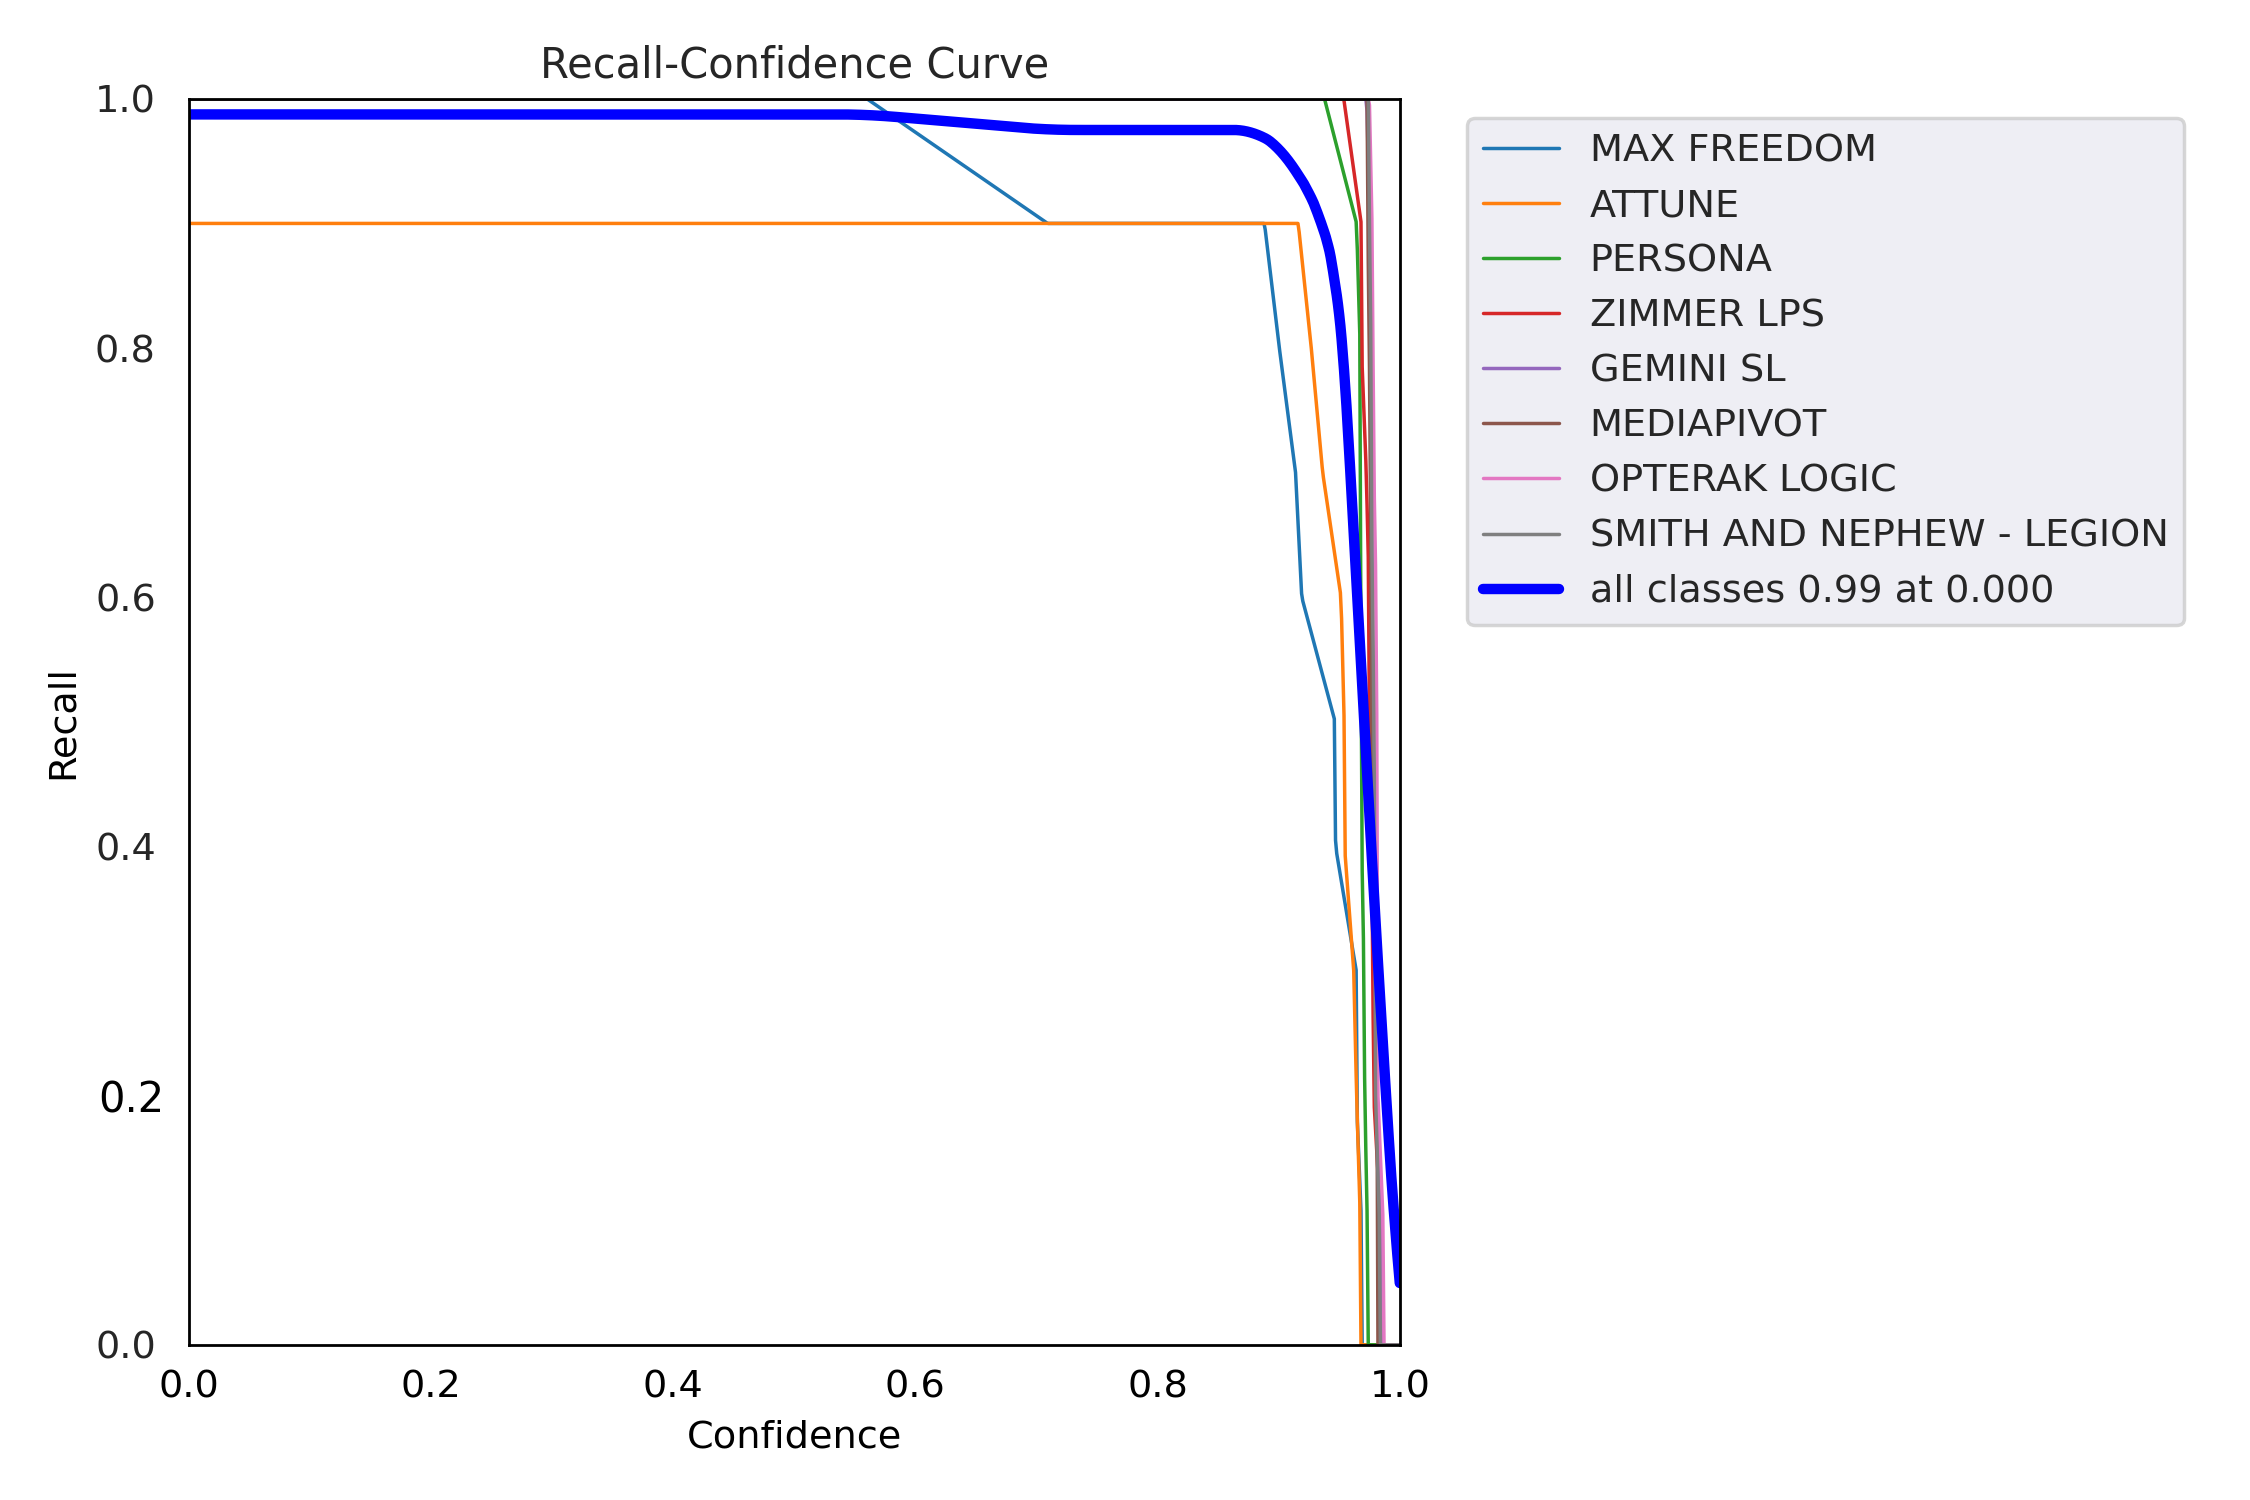 Recall-Confidence Curve
1.0
0.8
0.6
0.4
0.2
0.0
Recall
0.0 0.2 0.4 0.6 0.8 1.0
Confidence
MAX FREEDOM
ATTUNE
PERSONA
ZIMMER LPS
GEMINI SL
MEDIAPIVOT
OPTERAK LOGIC
SMITH AND NEPHEW - LEGION
all classes 0.99 at 0.000